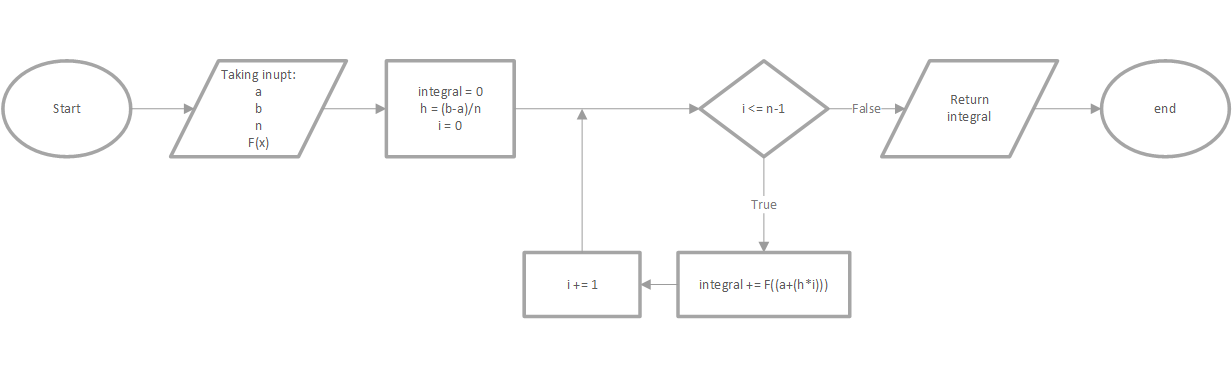 Start
Taking inupt:
a
b
n
F(x)
integral = 0
h = (b-a)/n
i = 0
i <= n-1
False
Return
integral
end
True
i += 1
integral += F((a+(h*i)))